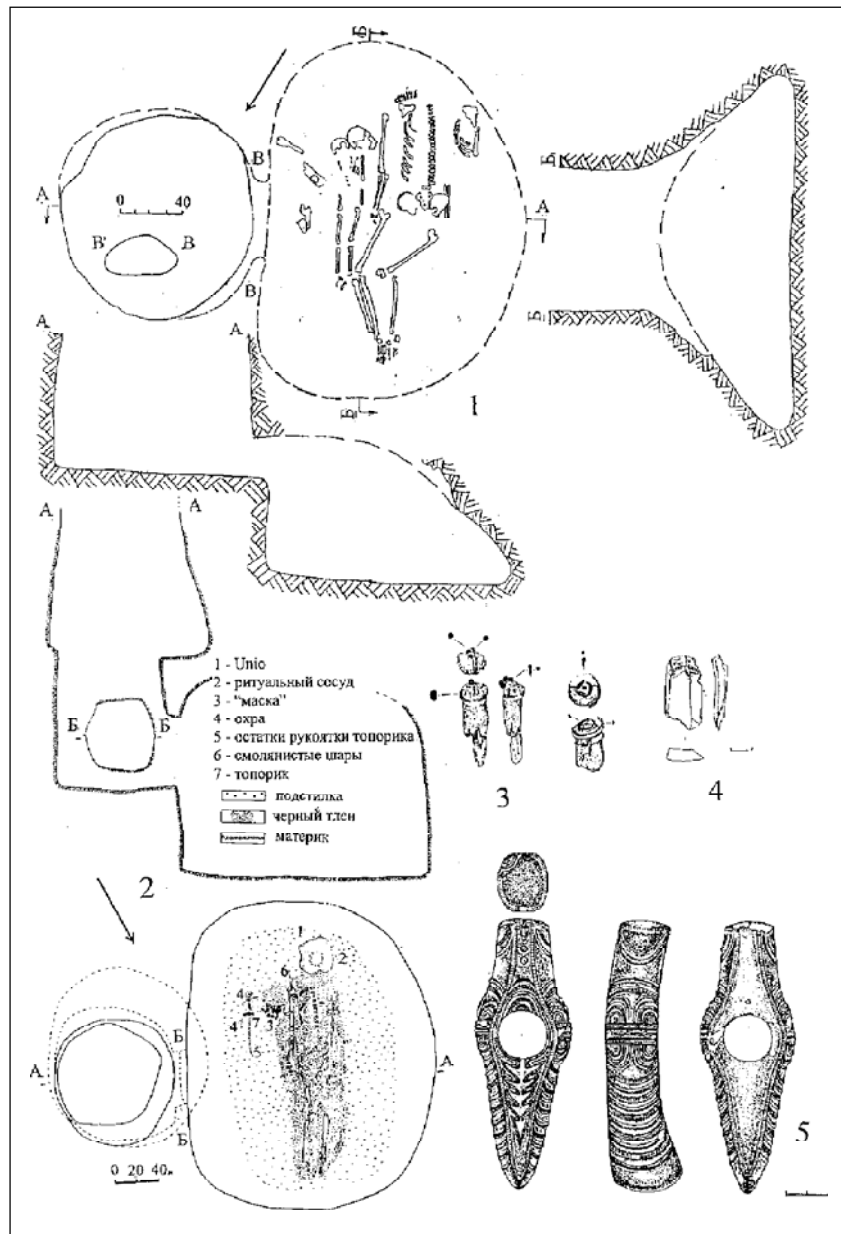 Б
В
А
А
0 40
В' В
В
Б
Б
А
А
Б
1
А
А
1 - Unio
2 - ритуальный сосуд
3 - "маска"
4 - охра
5 - остатки рукоятки топорика
6 - смолянистые шары
7 - топорик
подстилка
черный тлен
материк
Б Б
3
4
2
1
2
6
4
4
7
3
5
Б
А
А
Б
0 20 40
5